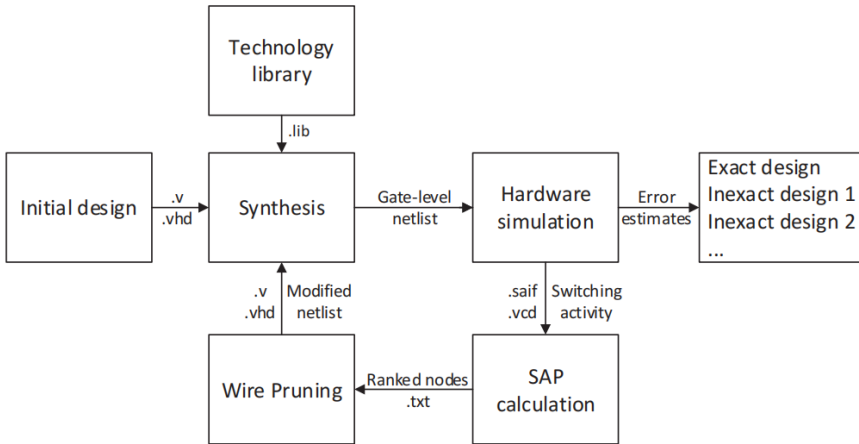 Technology
library
.lib
Initial design
.v
.vhd
Synthesis
Gate-level
netlist
Hardware
simulation
Error
estimates
Exact design
Inexact design 1
Inexact design 2
...
.v
.vhd
Modified
netlist
.saif
.vcd
Switching
activity
Wire Pruning
Ranked nodes
.txt
SAP
calculation